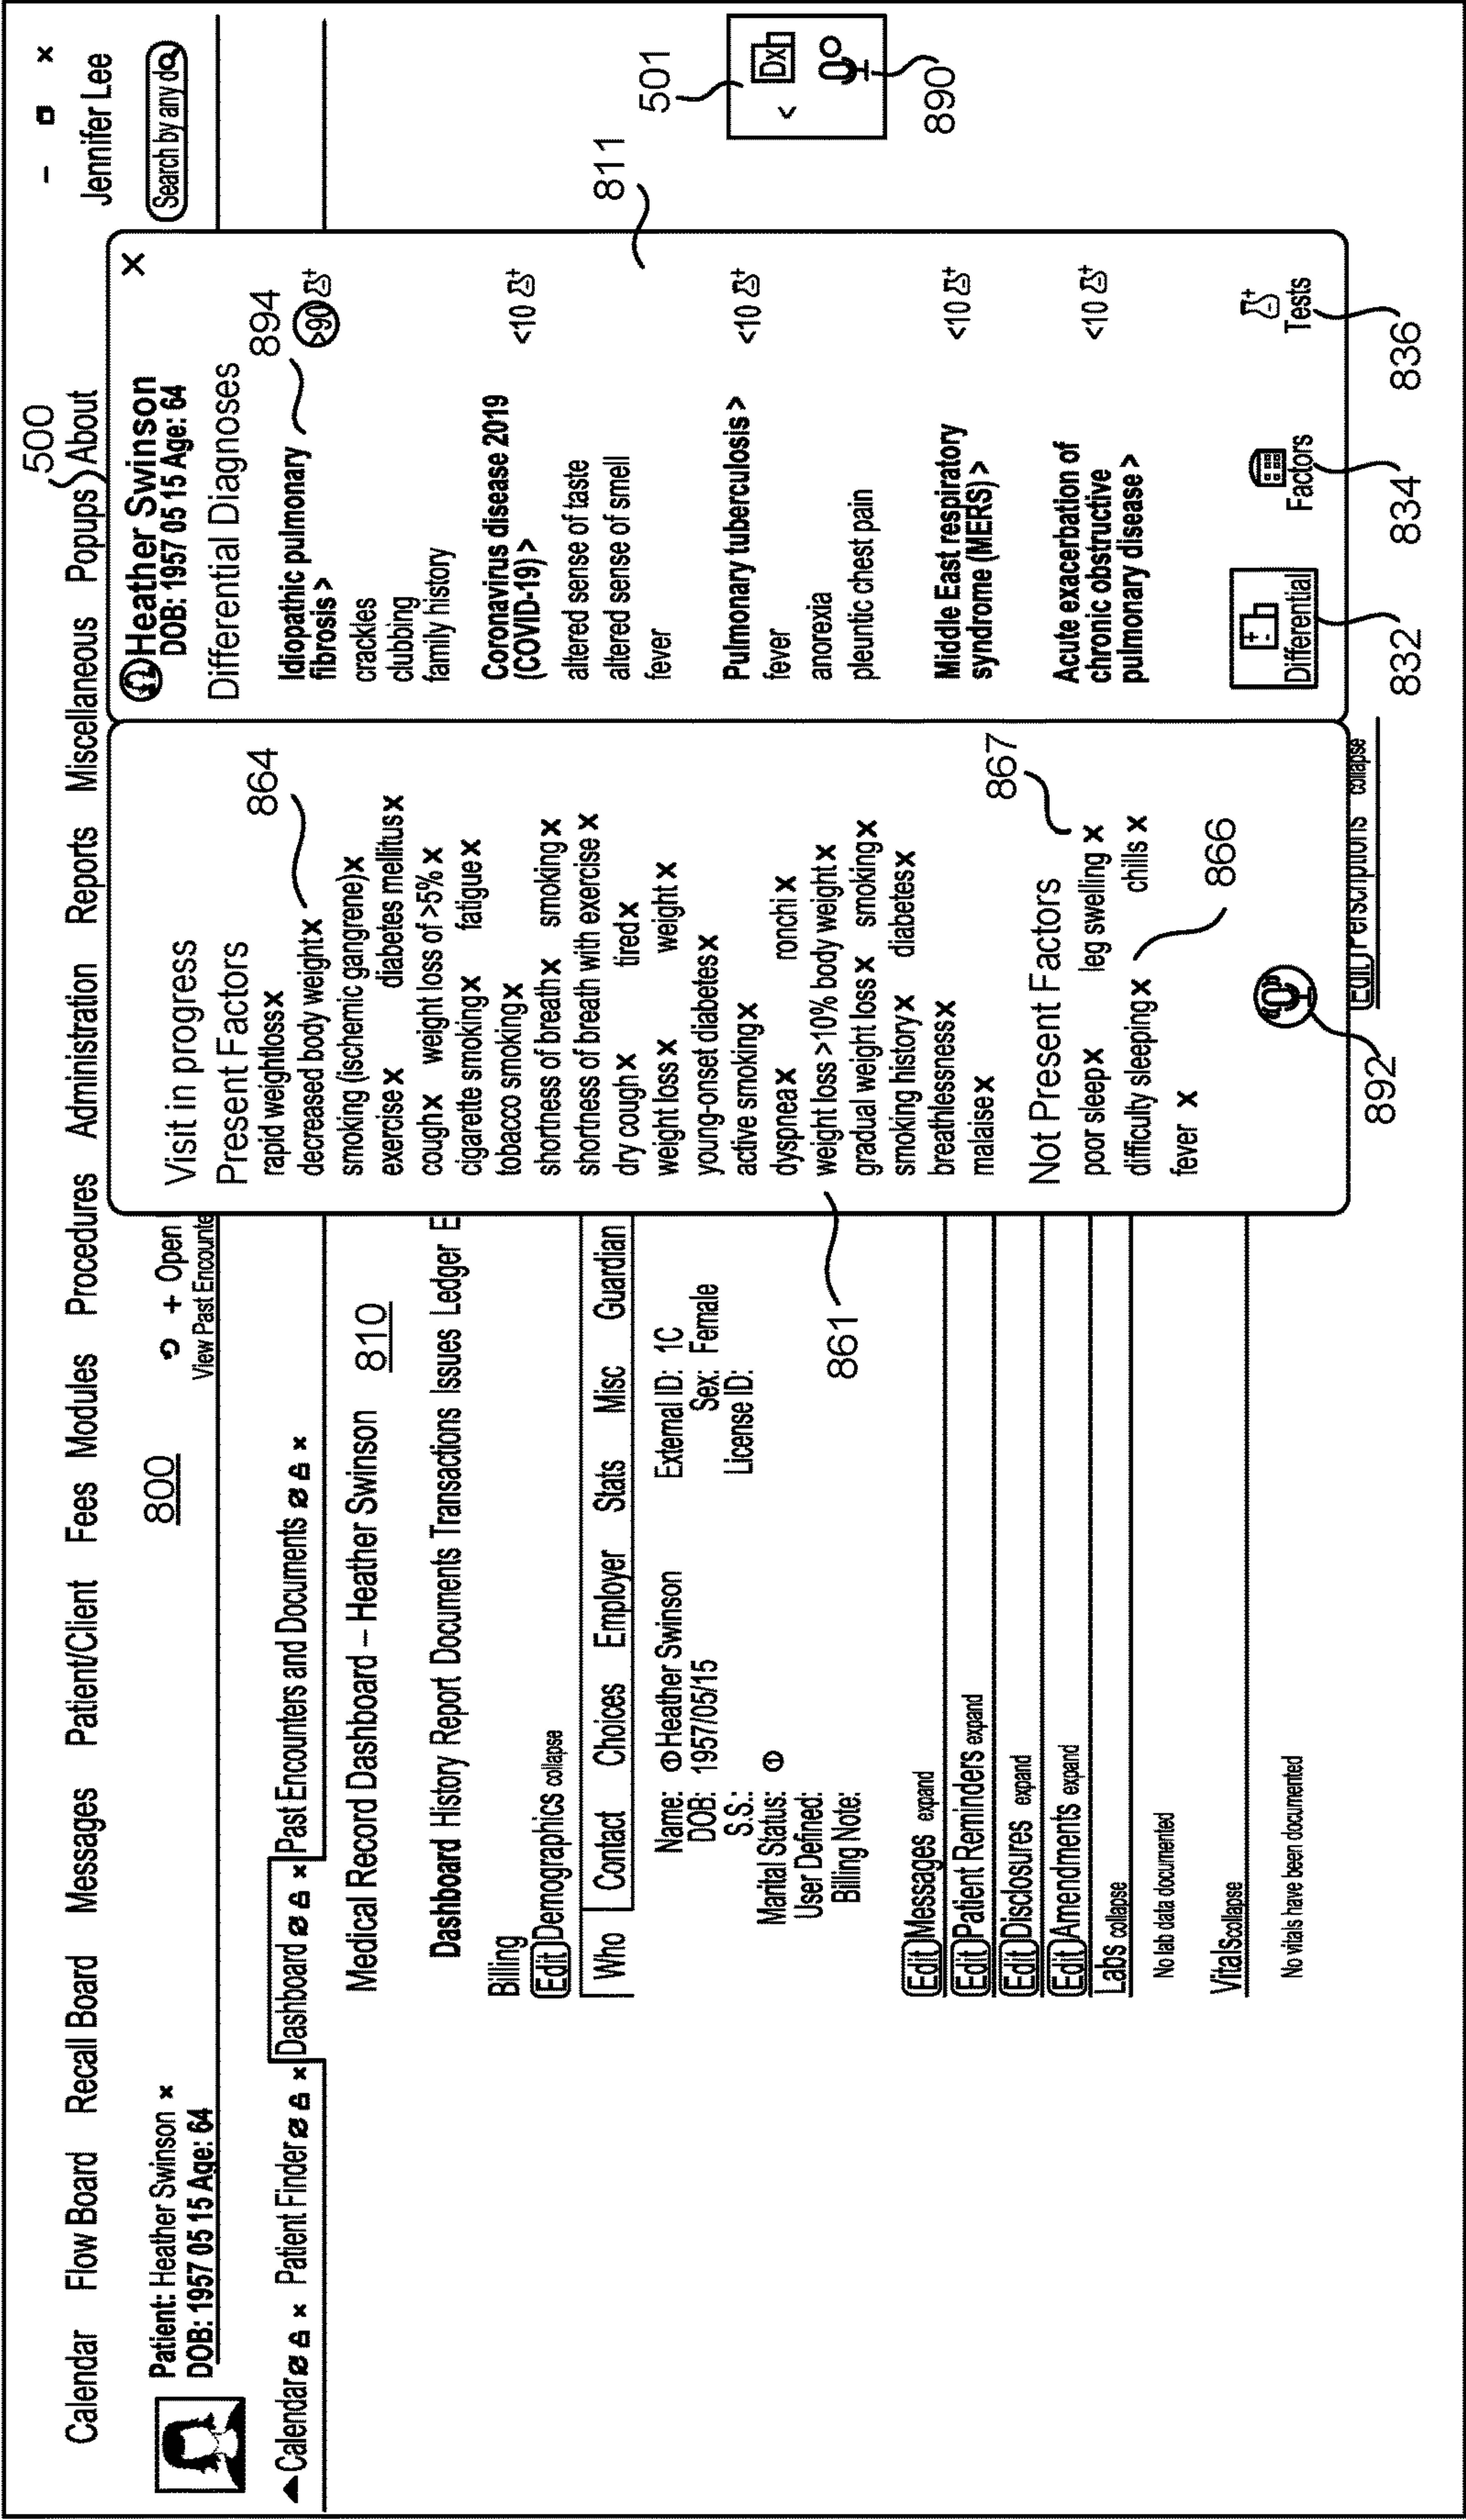 500
– x
Jennifer Lee
Calendar Flow Board Recall Board Messages Patient/Client Fees Modules Procedures Administration Reports Miscellaneous Popups About
Search by any do
Patient: Heather Swinson x
DOB: 1957 05 15 Age: 64
800
+ Open
View Past Encounte
Calendar x Patient Finder x Dashboard x Past Encounters and Documents x
Medical Record Dashboard – Heather Swinson
810
Dashboard History Report Documents Transactions Issues Ledger E
Billing
Edit Demographics collapse
Who Contact Choices Employer Stats Misc Guardian
Name: Heather Swinson
DOB: 1957/05/15
S.S.:
Marital Status:
User Defined:
Billing Note:
External ID: 1C
Sex: Female
License ID:
861
Edit Messages expand
Edit Patient Reminders expand
Edit Disclosures expand
Edit Amendments expand
Labs collapse
No lab data documented
Vitals collapse
No vitals have been documented
Visit in progress
Present Factors
864
rapid weightloss x
decreased body weight x
smoking (ischemic gangrene) x
exercise x diabetes mellitus x
cough x weight loss of >5% x
cigarette smoking x fatigue x
tobacco smoking x
shortness of breath x smoking x
shortness of breath with exercise x
dry cough x tired x
weight loss x weight x
young-onset diabetes x
active smoking x
dyspnea x ronchi x
weight loss >10% body weight x
gradual weight loss x smoking x
smoking history x diabetes x
breathlessness x
malaise x
867
Not Present Factors
poor sleep x leg swelling x
difficulty sleeping x chills x
fever x
866
892
Edit Perscriptions collapse
Heather Swinson X
DOB: 1957 05 15 Age: 64
Differential Diagnoses
894
Idiopathic pulmonary
fibrosis > >90
crackles
clubbing
family history
Coronavirus disease 2019
(COVID-19) > <10
altered sense of taste
altered sense of smell
fever
Pulmonary tuberculosis > <10
fever
anorexia
pleuntic chest pain
Middle East respiratory
syndrome (MERS) > <10
Acute exacerbation of
chronic obstructive
pulmonary disease > <10
Differential Factors Tests
832 834 836
811
501
< Dx
890